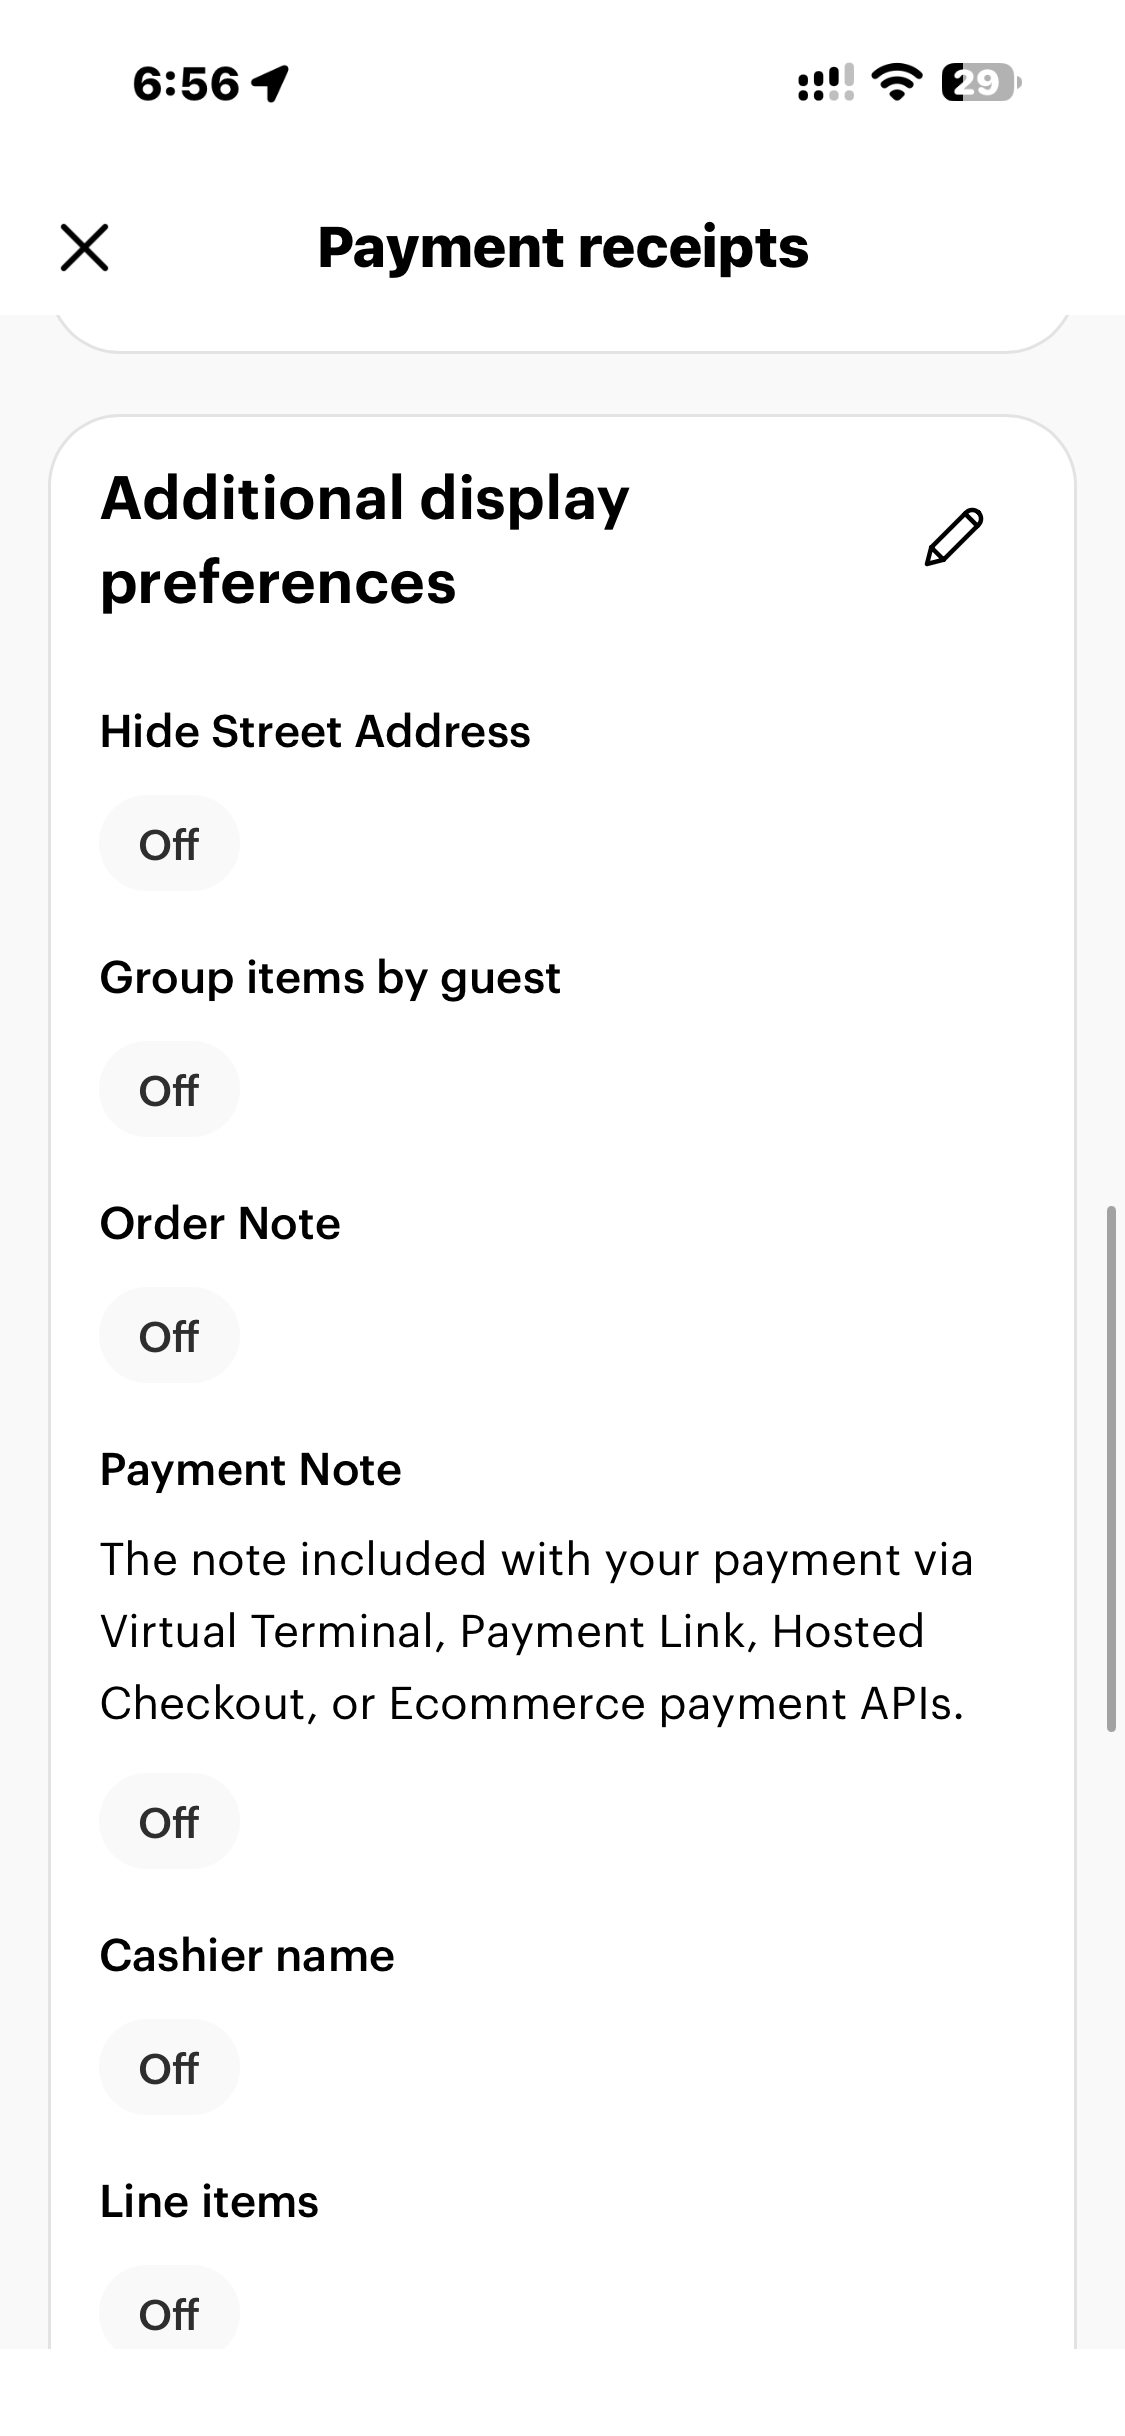 6:56
29
Payment receipts
Additional display
preferences
Hide Street Address
Off
Group items by guest
Off
Order Note
Off
Payment Note
The note included with your payment via
Virtual Terminal, Payment Link, Hosted
Checkout, or Ecommerce payment APIs.
Off
Cashier name
Off
Line items
Off